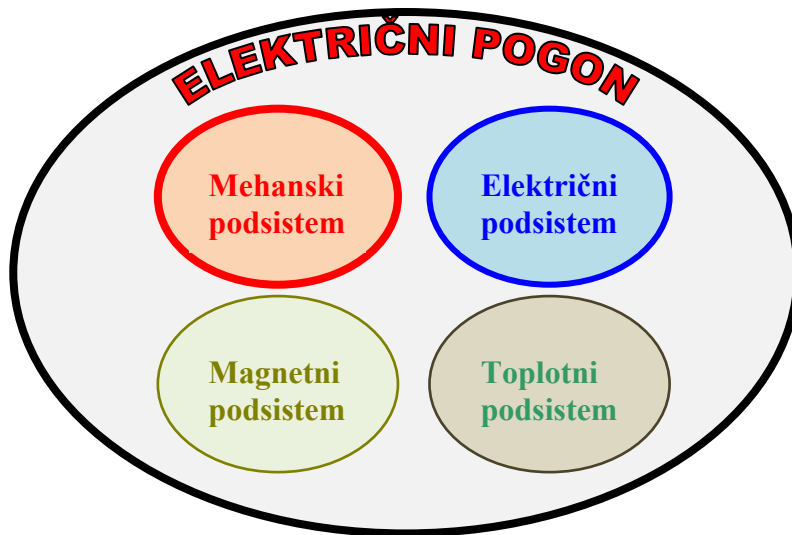 ELEKTRIČNI POGON
Mehanski
podsistem
Električni
podsistem
Magnetni
podsistem
Toplotni
podsistem